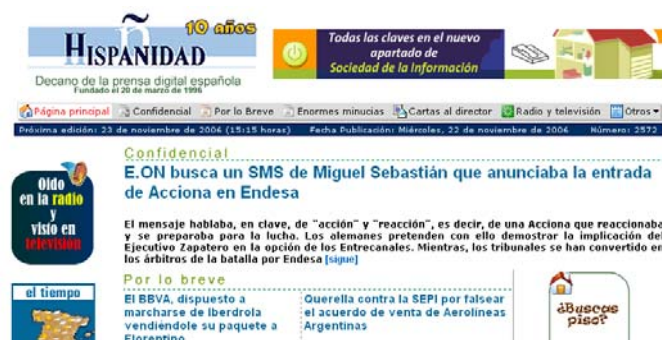 10 años
HISPANIDAD
Decano de la prensa digital española
Fundado el 20 de marzo de 1996
Todas las claves en el nuevo
apartado de
Sociedad de la Información
Página principal Confidencial Por lo Breve Enormes minucias Cartas al director Radio y televisión Otros
Próxima edición: 23 de noviembre de 2006 (15:15 horas) Fecha Publicación: Miércoles, 22 de noviembre de 2006 Número: 2572
Oído
en la radio
y
visto en
televisión
Confidencial
E.ON busca un SMS de Miguel Sebastián que anunciaba la entrada
de Acciona en Endesa
El mensaje hablaba, en clave, de "acción" y "reacción", es decir, de una Acciona que reaccionaba
y se preparaba para la lucha. Los alemanes pretenden con ello demostrar la implicación del
Ejecutivo Zapatero en la opción de los Entrecanales. Mientras, los tribunales se han convertido en
los árbitros de la batalla por Endesa [sigue]
Por lo breve
el tiempo
El BBVA, dispuesto a
marcharse de Iberdrola
vendiéndole su paquete a
Florentino
Querella contra la SEPI por falsear
el acuerdo de venta de Aerolíneas
Argentinas
¿Buscas
piso?